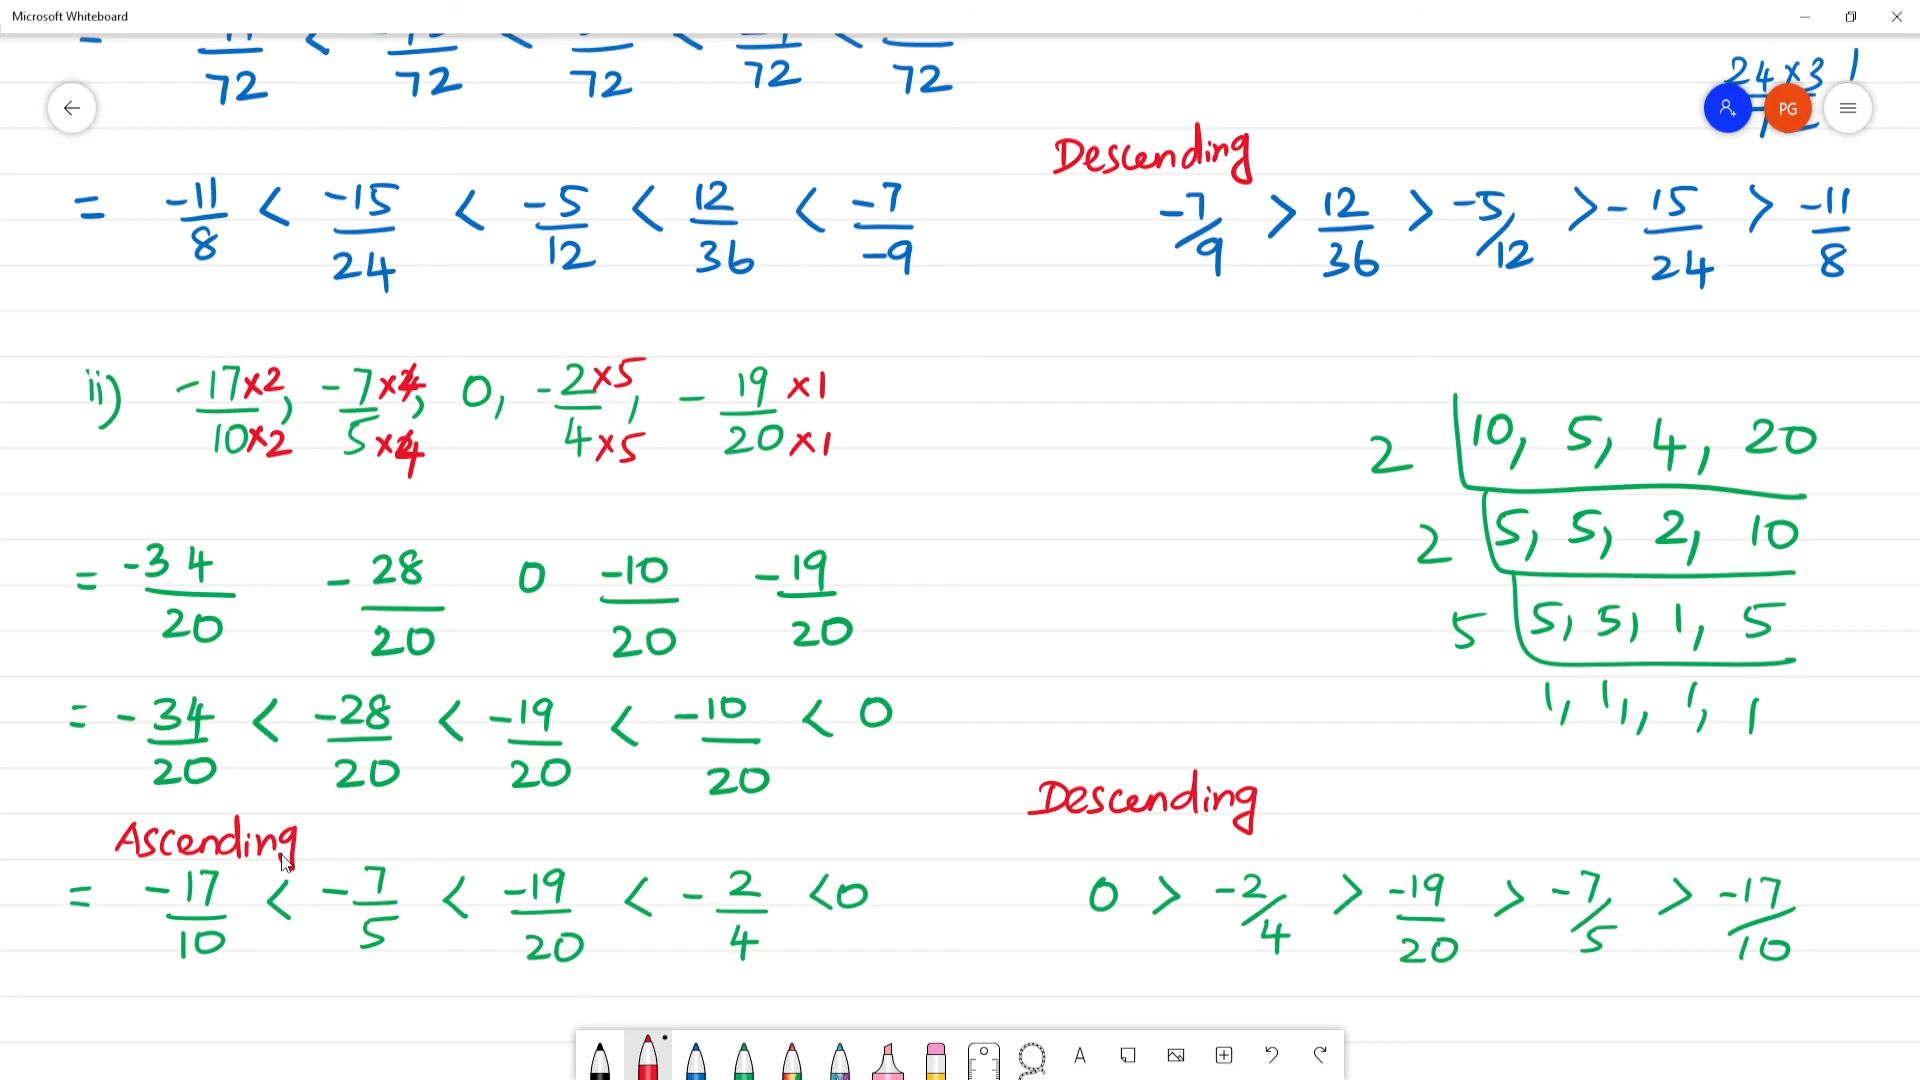 Microsoft Whiteboard
= /72 < /72 < /72 < /72 < /72
24×3 1
PG
Descending
= -11/8 < -15/24 < -5/12 < 12/36 < -7/-9
-7/9 > 12/36 > -5/12 > -15/24 > -11/8
ii) -17×2/10×2, -7×4/5×4, 0, -2×5/4×5, -19×1/20×1
2 10, 5, 4, 20
2 5, 5, 2, 10
5 5, 5, 1, 5
1, 1, 1, 1
= -34/20 -28/20 0 -10/20 -19/20
= -34/20 < -28/20 < -19/20 < -10/20 < 0
Ascending
= -17/10 < -7/5 < -19/20 < -2/4 < 0
Descending
0 > -2/4 > -19/20 > -7/5 > -17/10
A